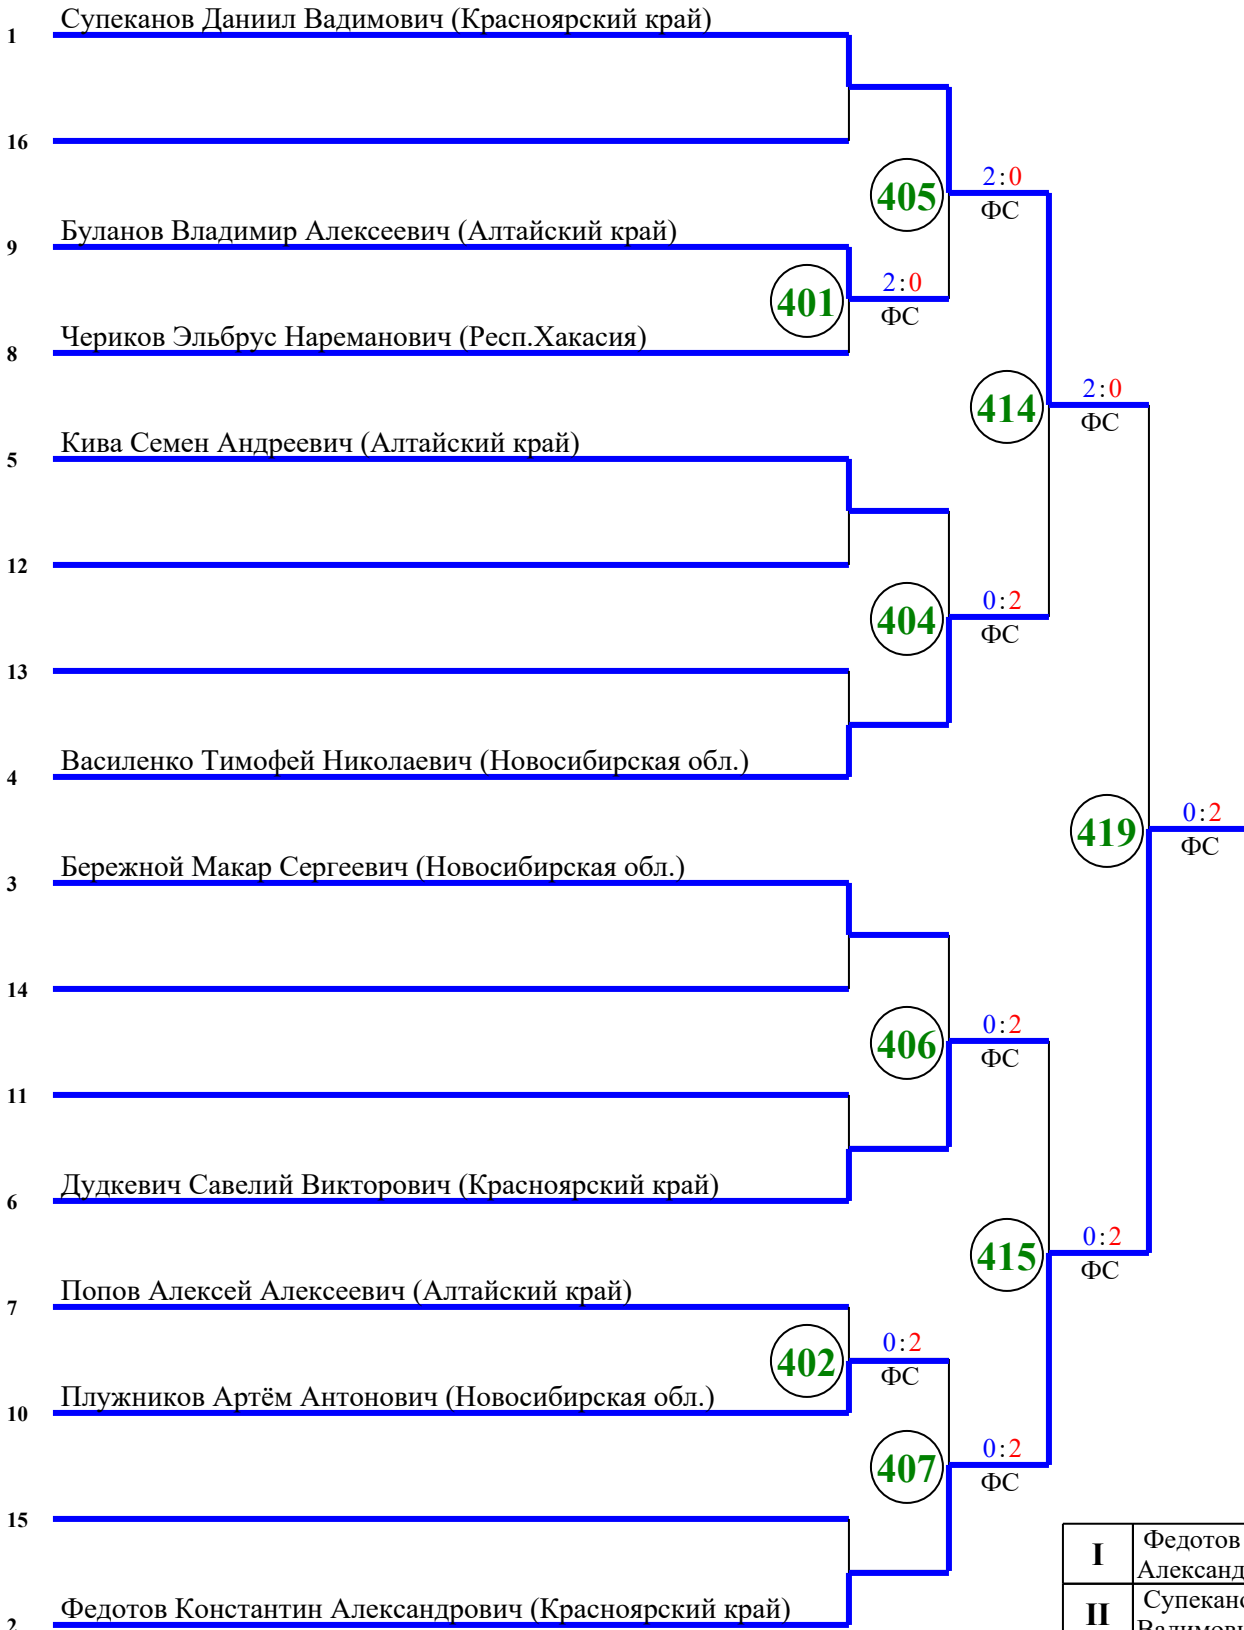 Супеканов Даниил Вадимович (Красноярский край)
1
16
405
2:0
ФС
Буланов Владимир Алексеевич (Алтайский край)
9
401
2:0
ФС
Чериков Эльбрус Нареманович (Респ.Хакасия)
8
414
2:0
ФС
Кива Семен Андреевич (Алтайский край)
5
12
404
0:2
ФС
13
Василенко Тимофей Николаевич (Новосибирская обл.)
4
419
0:2
ФС
Бережной Макар Сергеевич (Новосибирская обл.)
3
14
406
0:2
ФС
11
Дудкевич Савелий Викторович (Красноярский край)
6
415
0:2
ФС
Попов Алексей Алексеевич (Алтайский край)
7
402
0:2
ФС
Плужников Артём Антонович (Новосибирская обл.)
10
407
0:2
ФС
15
I
Федотов
Федотов Константин Александрович (Красноярский край)
2
II